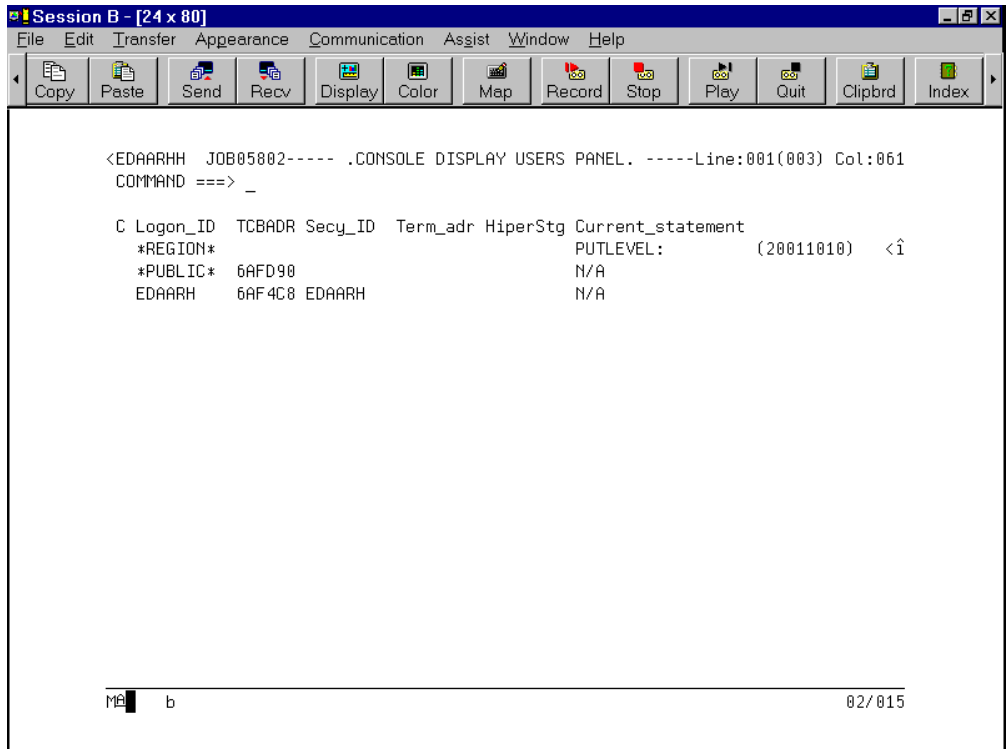 Session B - [24 x 80]
File Edit Transfer Appearance Communication Assist Window Help
Copy Paste Send Recv Display Color Map Record Stop Play Quit Clipbrd Index
<EDAARHH JOB05802----- .CONSOLE DISPLAY USERS PANEL. -----Line:001(003) Col:061
COMMAND ===> _
C Logon_ID TCBADR Secy_ID Term_adr HiperStg Current_statement
*REGION* PUTLEVEL: (20011010) <î
*PUBLIC* 6AFD90 N/A
EDAARH 6AF4C8 EDAARH N/A
MA b 02/015